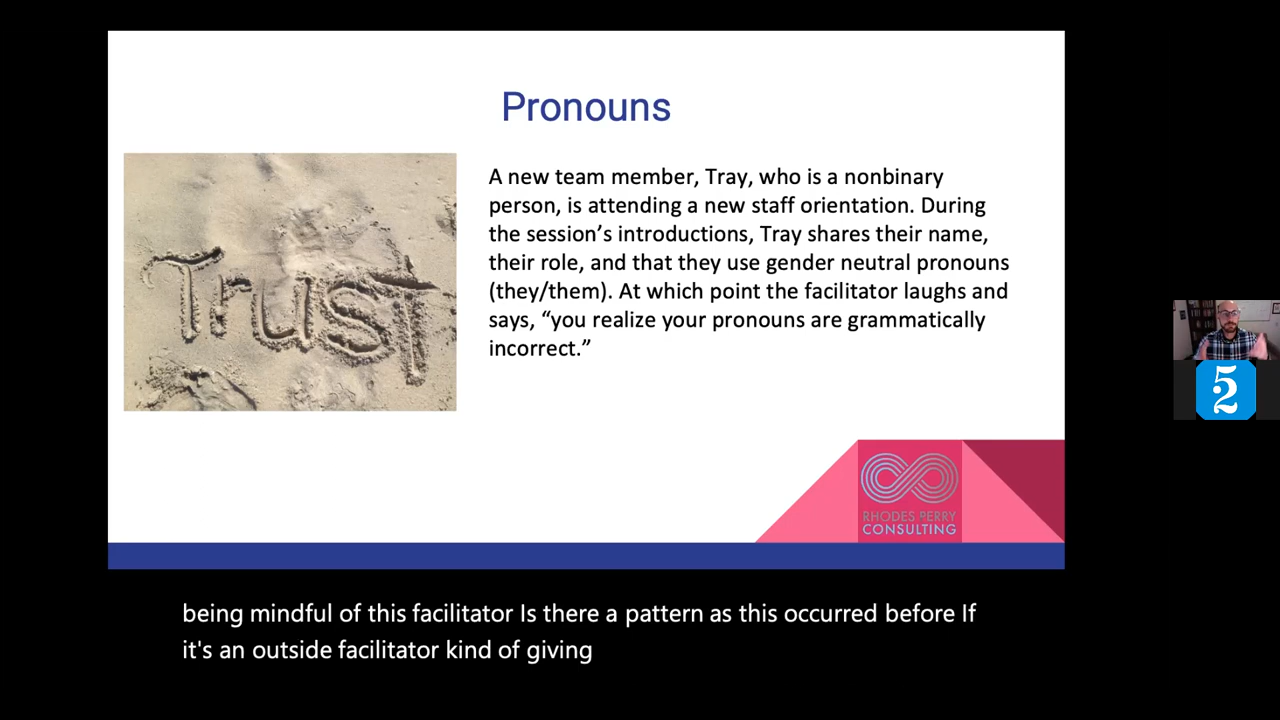 Pronouns
Trust
A new team member, Tray, who is a nonbinary
person, is attending a new staff orientation. During
the session’s introductions, Tray shares their name,
their role, and that they use gender neutral pronouns
(they/them). At which point the facilitator laughs and
says, “you realize your pronouns are grammatically
incorrect.”
RHODES PERRY
CONSULTING
52
being mindful of this facilitator Is there a pattern as this occurred before If
it's an outside facilitator kind of giving